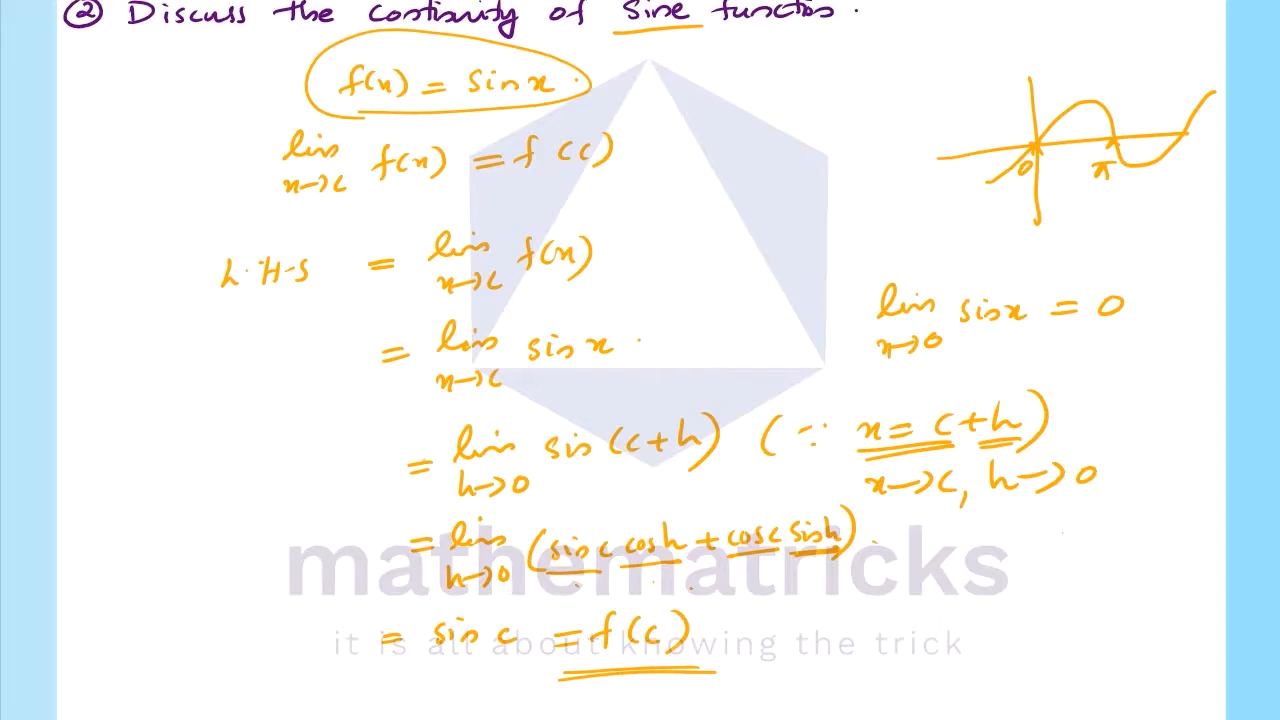 ② Discuss the continuity of sine function.
f(x) = sin x.
lim x→c f(x) = f(c)
0 π
L.H.S = lim x→c f(x)
= lim x→c sin x.
lim x→0 sin x = 0
= lim h→0 sin (c+h) (∵ x = c+h)
x→c, h→0
= lim h→0 (sin c cos h + cos c sin h).
mathematricks
= sin c = f(c)
it is all about knowing the trick